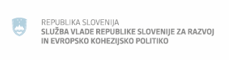 REPUBLIKA SLOVENIJA
SLUŽBA VLADE REPUBLIKE SLOVENIJE ZA RAZVOJ
IN EVROPSKO KOHEZIJSKO POLITIKO